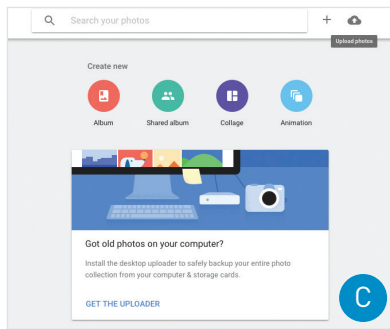 Search your photos
Upload photos
Create new
Album Shared album Collage Animation
Got old photos on your computer?
Install the desktop uploader to safely backup your entire photo
collection from your computer & storage cards.
GET THE UPLOADER
C